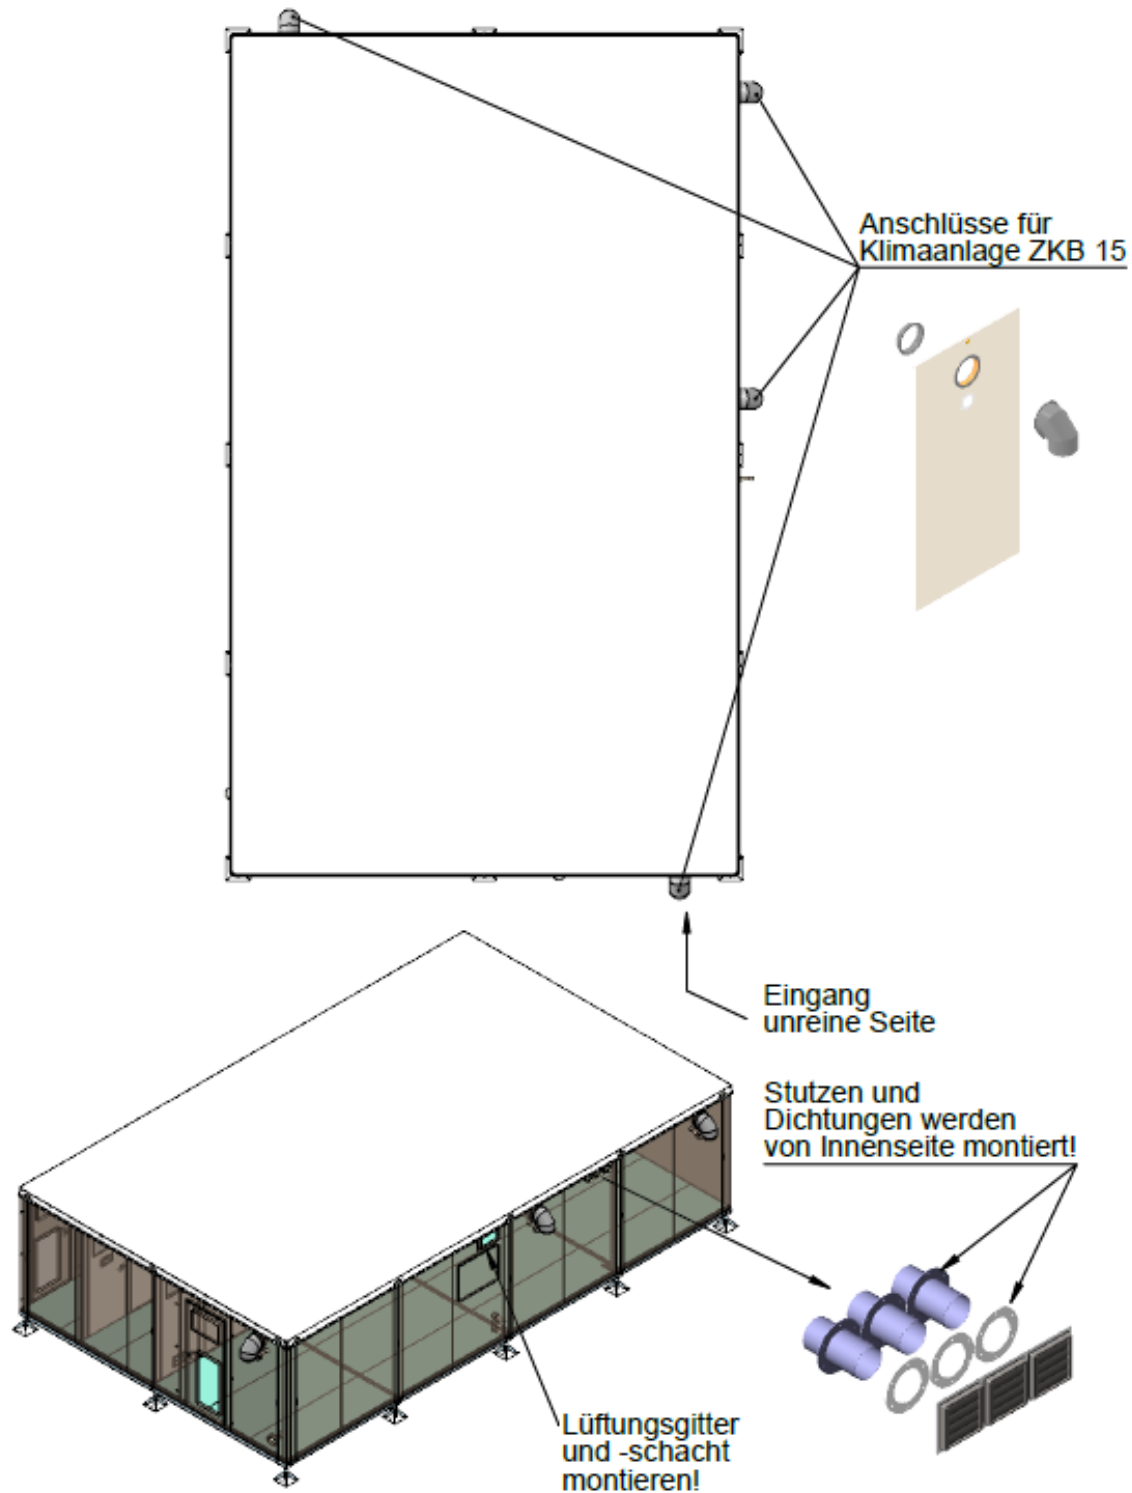 Anschlüsse für
Klimaanlage ZKB 15
Eingang
unreine Seite
Stutzen und
Dichtungen werden
von Innenseite montiert!
Lüftungsgitter
und -schacht
montieren!